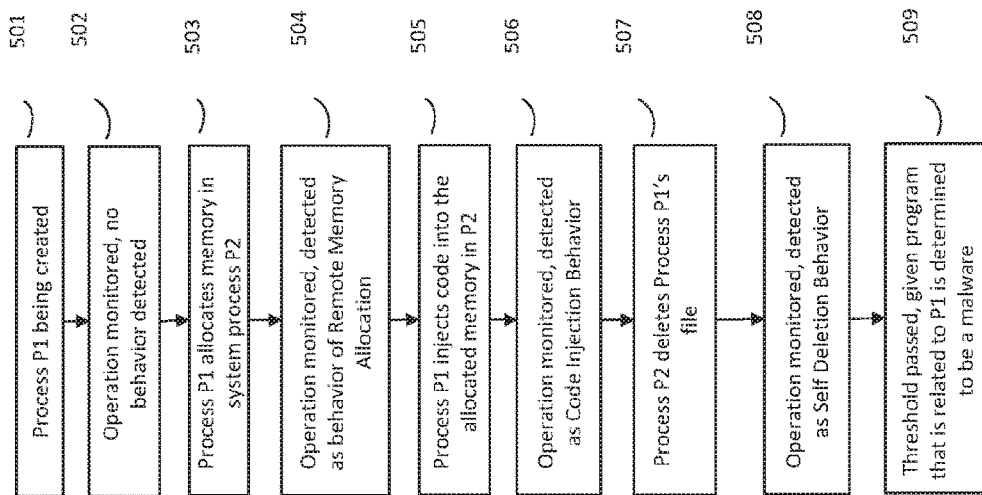 501
Process P1 being created
502
Operation monitored, no
behavior detected
503
Process P1 allocates memory in
system process P2
504
Operation monitored, detected
as behavior of Remote Memory
Allocation
505
Process P1 injects code into the
allocated memory in P2
506
Operation monitored, detected
as Code Injection Behavior
507
Process P2 deletes Process P1's
file
508
Operation monitored, detected
as Self Deletion Behavior
509
Threshold passed, given program
that is related to P1 is determined
to be a malware